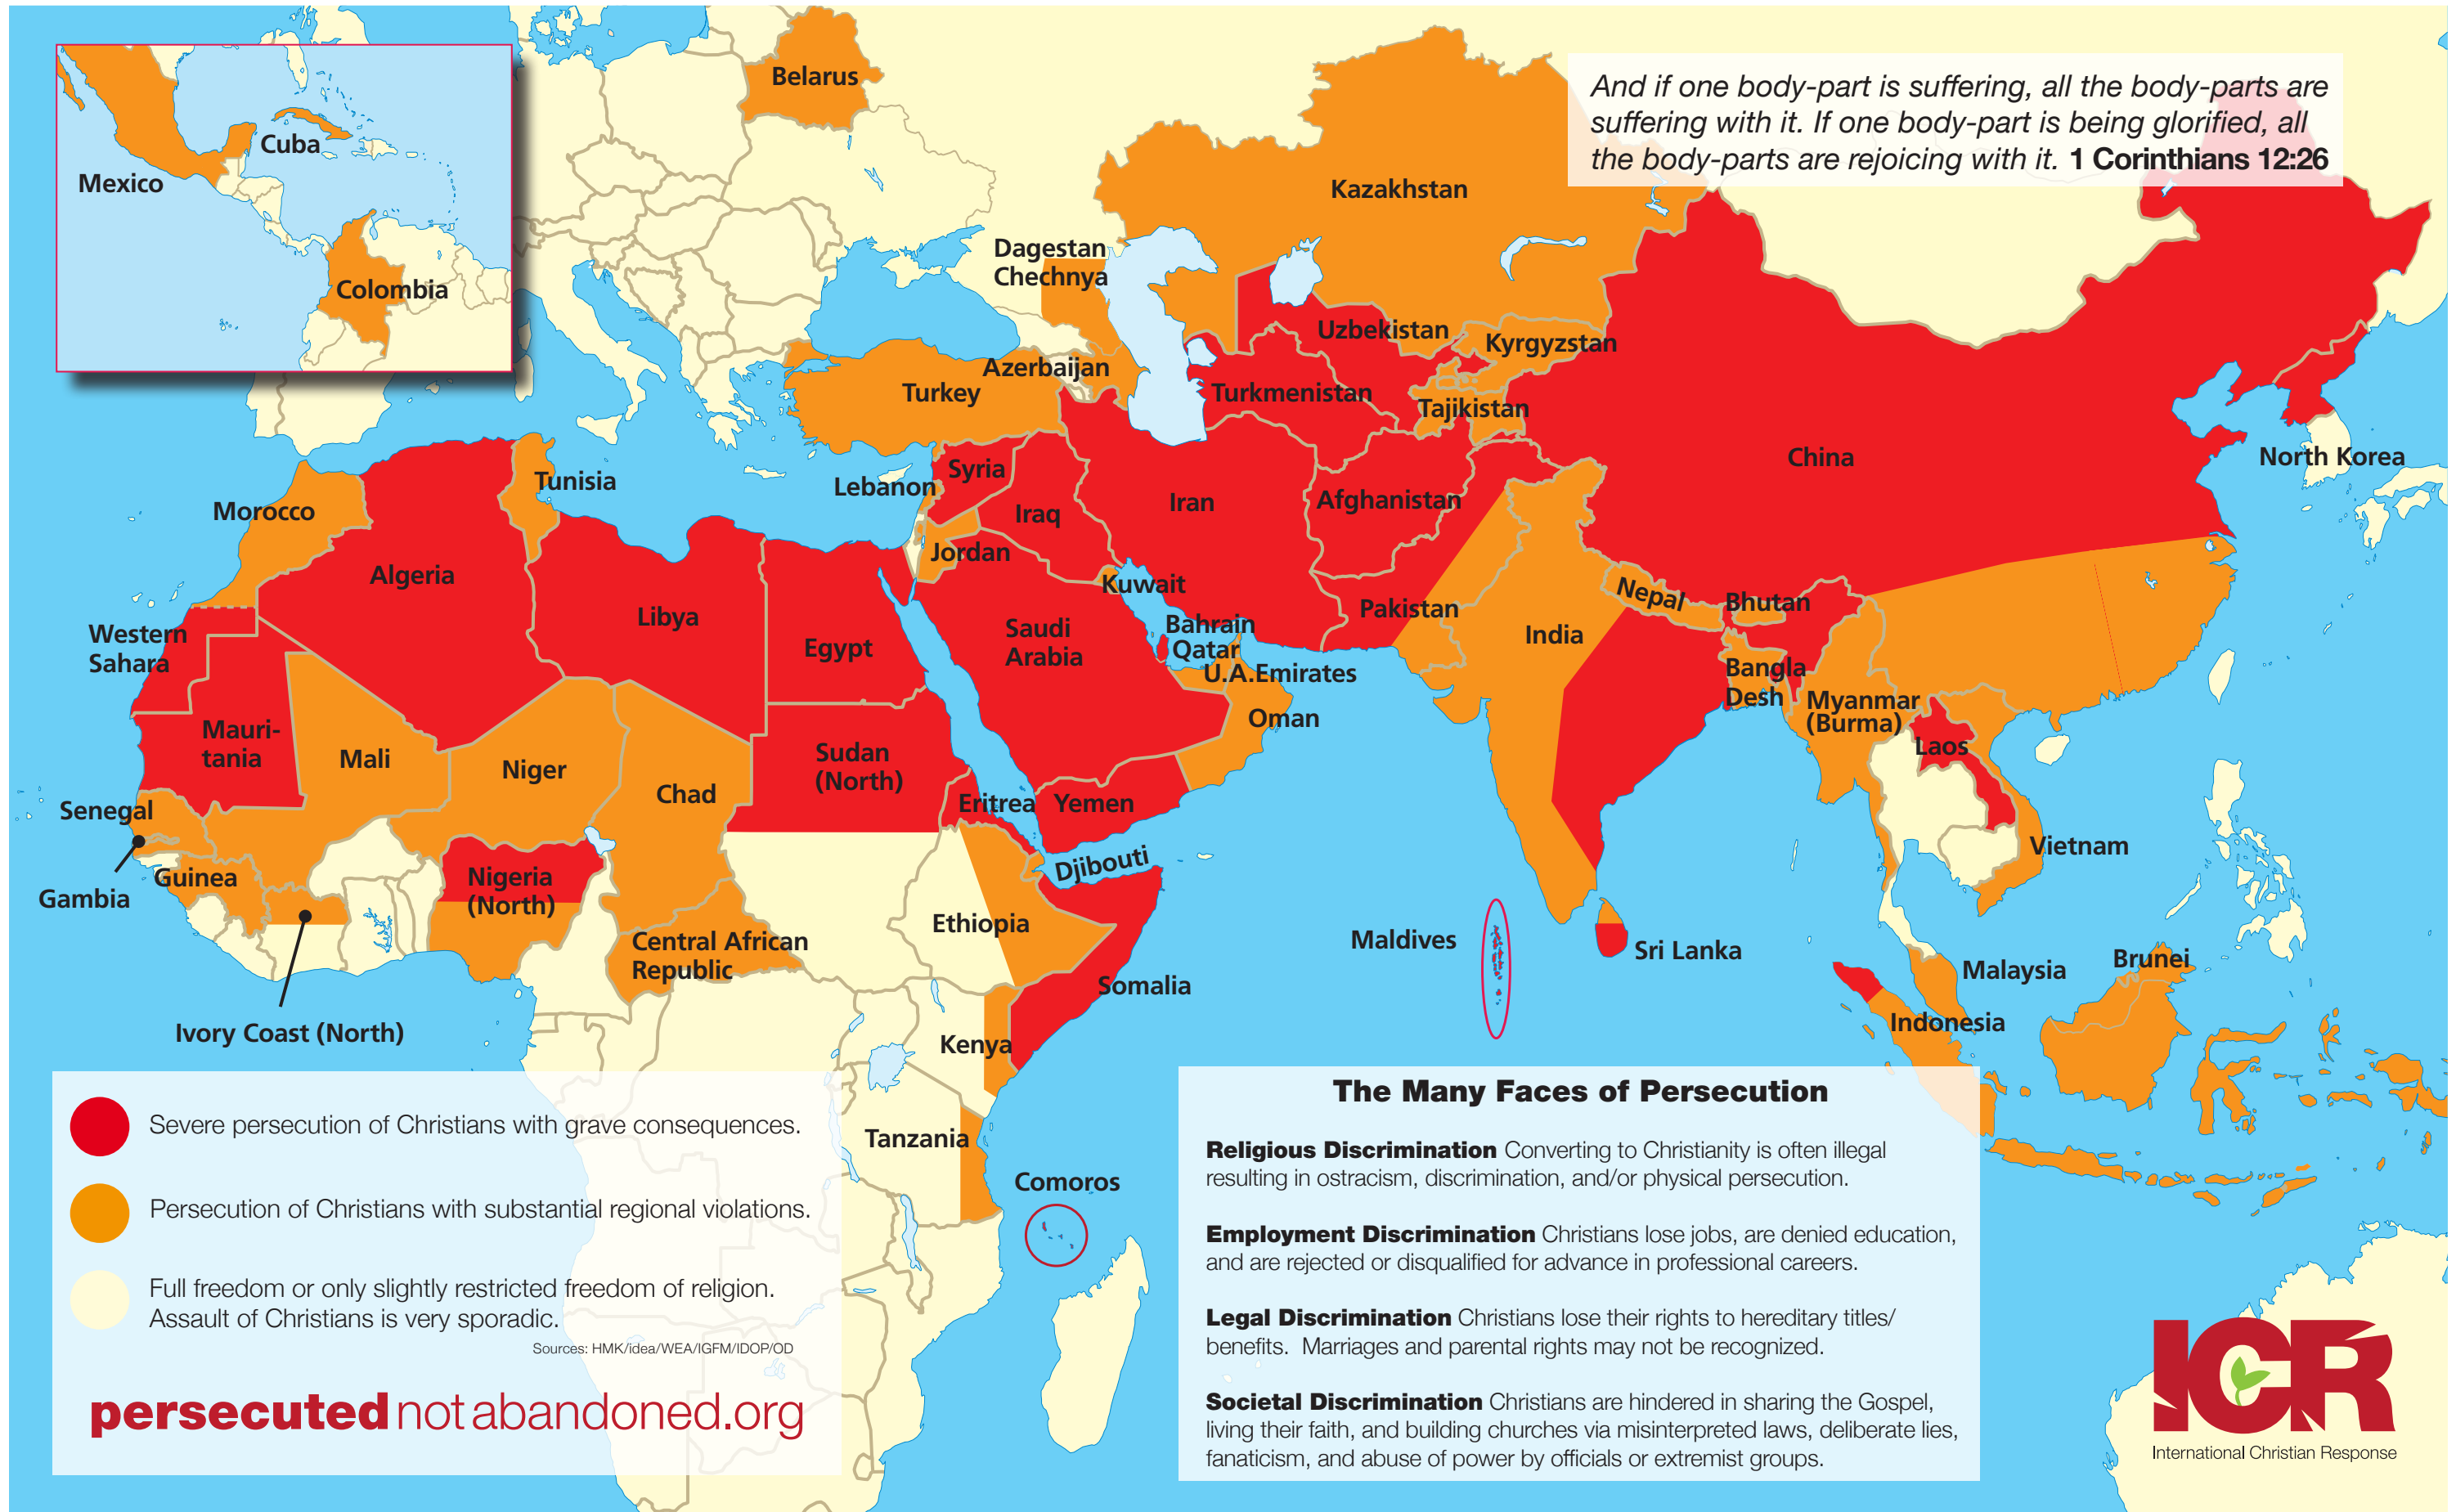 And if one body-part is suffering, all the body-parts are
suffering with it. If one body-part is being glorified, all
the body-parts are rejoicing with it. 1 Corinthians 12:26
Mexico
Cuba
Colombia
Belarus
Kazakhstan
Dagestan
Chechnya
Uzbekistan
Kyrgyzstan
Azerbaijan
Turkey
Turkmenistan
Tajikistan
China
North Korea
Syria
Lebanon
Tunisia
Morocco
Iraq
Iran
Afghanistan
Jordan
Algeria
Kuwait
Libya
Egypt
Saudi
Arabia
Bahrain
Qatar
U.A.Emirates
Pakistan
India
Nepal
Bhutan
Bangla
Desh
Myanmar
(Burma)
Western
Sahara
Mauri-
tania
Mali
Niger
Chad
Sudan
(North)
Oman
Laos
Eritrea
Yemen
Senegal
Gambia
Guinea
Nigeria
(North)
Djibouti
Vietnam
Ethiopia
Central African
Republic
Maldives
Sri Lanka
Malaysia
Brunei
Somalia
Indonesia
Ivory Coast (North)
Kenya
Tanzania
Comoros
Severe persecution of Christians with grave consequences.
Persecution of Christians with substantial regional violations.
Full freedom or only slightly restricted freedom of religion.
Assault of Christians is very sporadic.
Sources: HMK/idea/WEA/IGFM/IDOP/OD
persecutednotabandoned.org
The Many Faces of Persecution
Religious Discrimination Converting to Christianity is often illegal
resulting in ostracism, discrimination, and/or physical persecution.
Employment Discrimination Christians lose jobs, are denied education,
and are rejected or disqualified for advance in professional careers.
Legal Discrimination Christians lose their rights to hereditary titles/
benefits. Marriages and parental rights may not be recognized.
Societal Discrimination Christians are hindered in sharing the Gospel,
living their faith, and building churches via misinterpreted laws, deliberate lies,
fanaticism, and abuse of power by officials or extremist groups.
ICR
International Christian Response